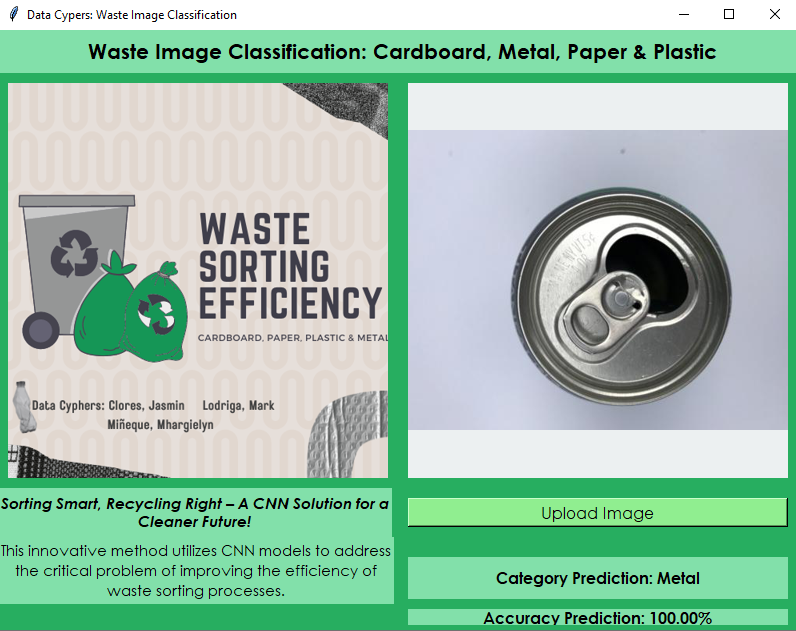 Data Cypers: Waste Image Classification
Waste Image Classification: Cardboard, Metal, Paper & Plastic
WASTE
SORTING
EFFICIENCY
CARDBOARD, PAPER, PLASTIC & METAL
Data Cyphers: Clores, Jasmin Lodriga, Mark
Miñeque, Mhargielyn
Sorting Smart, Recycling Right – A CNN Solution for a
Cleaner Future!
This innovative method utilizes CNN models to address
the critical problem of improving the efficiency of
waste sorting processes.
Upload Image
Category Prediction: Metal
Accuracy Prediction: 100.00%